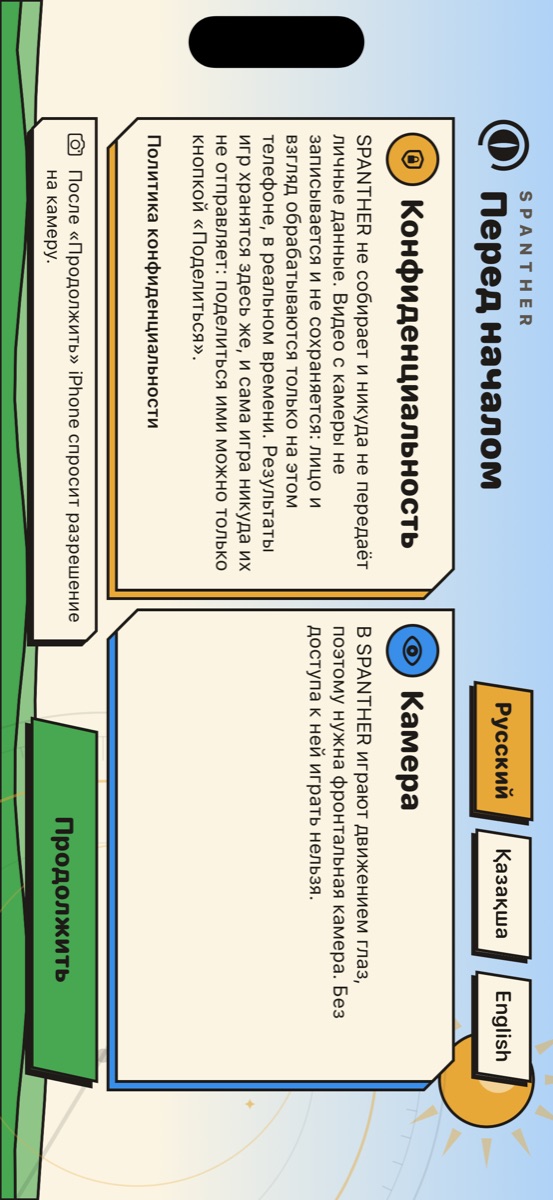 SPANTHER
Перед началом
Русский
Қазақша
English
Конфиденциальность
SPANTHER не собирает и никуда не передаёт
личные данные. Видео с камеры не
записывается и не сохраняется: лицо и
взгляд обрабатываются только на этом
телефоне, в реальном времени. Результаты
игр хранятся здесь же, и сама игра никуда их
не отправляет: поделиться ими можно только
кнопкой «Поделиться».
Политика конфиденциальности
Камера
В SPANTHER играют движением глаз,
поэтому нужна фронтальная камера. Без
доступа к ней играть нельзя.
После «Продолжить» iPhone спросит разрешение
на камеру.
Продолжить